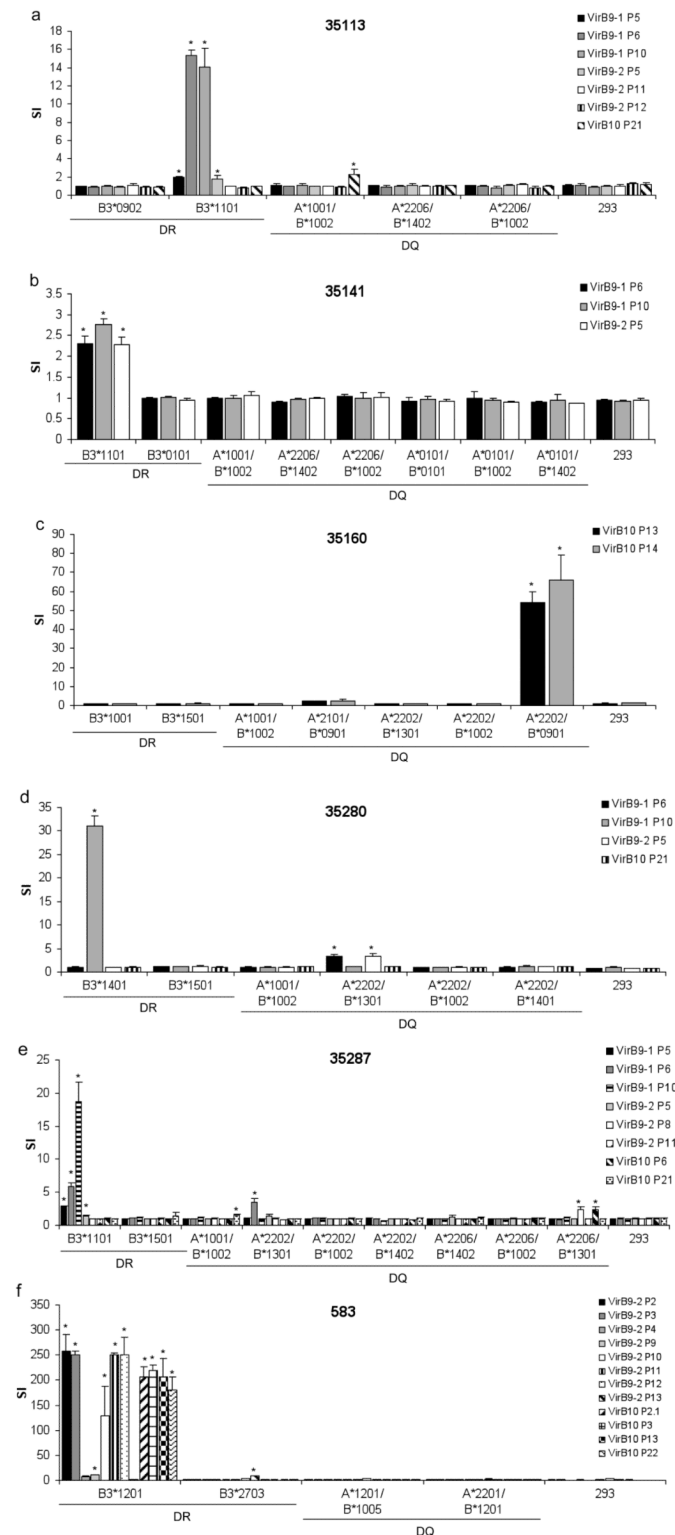 a
35113
SI
18
16
14
12
10
8
6
4
2
0
* * * * *
VirB9-1 P5
VirB9-1 P6
VirB9-1 P10
VirB9-2 P5
VirB9-2 P11
VirB9-2 P12
VirB10 P21
B3*0902 B3*1101 A*1001/ A*2206/ A*2206/ 293
B*1002 B*1402 B*1002
DR DQ
b
35141
SI
3.5
3
2.5
2
1.5
1
0.5
0
* * *
VirB9-1 P6
VirB9-1 P10
VirB9-2 P5
B3*1101 B3*0101 A*1001/ A*2206/ A*2206/ A*0101/ A*0101/ A*0101/ 293
B*1002 B*1402 B*1002 B*0101 B*1002 B*1402
DR DQ
c
35160
SI
90
80
70
60
50
40
30
20
10
0
* *
VirB10 P13
VirB10 P14
B3*1001 B3*1501 A*1001/ A*2101/ A*2202/ A*2202/ A*2202/ 293
B*1002 B*0901 B*1301 B*1002 B*0901
DR DQ
d
35280
SI
35
30
25
20
15
10
5
0
* * *
VirB9-1 P6
VirB9-1 P10
VirB9-2 P5
VirB10 P21
B3*1401 B3*1501 A*1001/ A*2202/ A*2202/ A*2202/ 293
B*1002 B*1301 B*1002 B*1401
DR DQ
e
35287
SI
25
20
15
10
5
0
* * * * * * * *
VirB9-1 P5
VirB9-1 P6
VirB9-1 P10
VirB9-2 P5
VirB9-2 P8
VirB9-2 P11
VirB10 P6
VirB10 P21
B3*1101 B3*1501 A*1001/ A*2202/ A*2202/ A*2202/ A*2206/ A*2206/ A*2206/ 293
B*1002 B*1301 B*1002 B*1402 B*1402 B*1002 B*1301
DR DQ
f
583
SI
350
300
250
200
150
100
50
0
* * * * * * * * * * *
VirB9-2 P2
VirB9-2 P3
VirB9-2 P4
VirB9-2 P9
VirB9-2 P10
VirB9-2 P11
VirB9-2 P12
VirB9-2 P13
VirB10 P2.1
VirB10 P3
VirB10 P13
VirB10 P22
B3*1201 B3*2703 A*1201/ A*2201/ 293
B*1005 B*1201
DR DQ